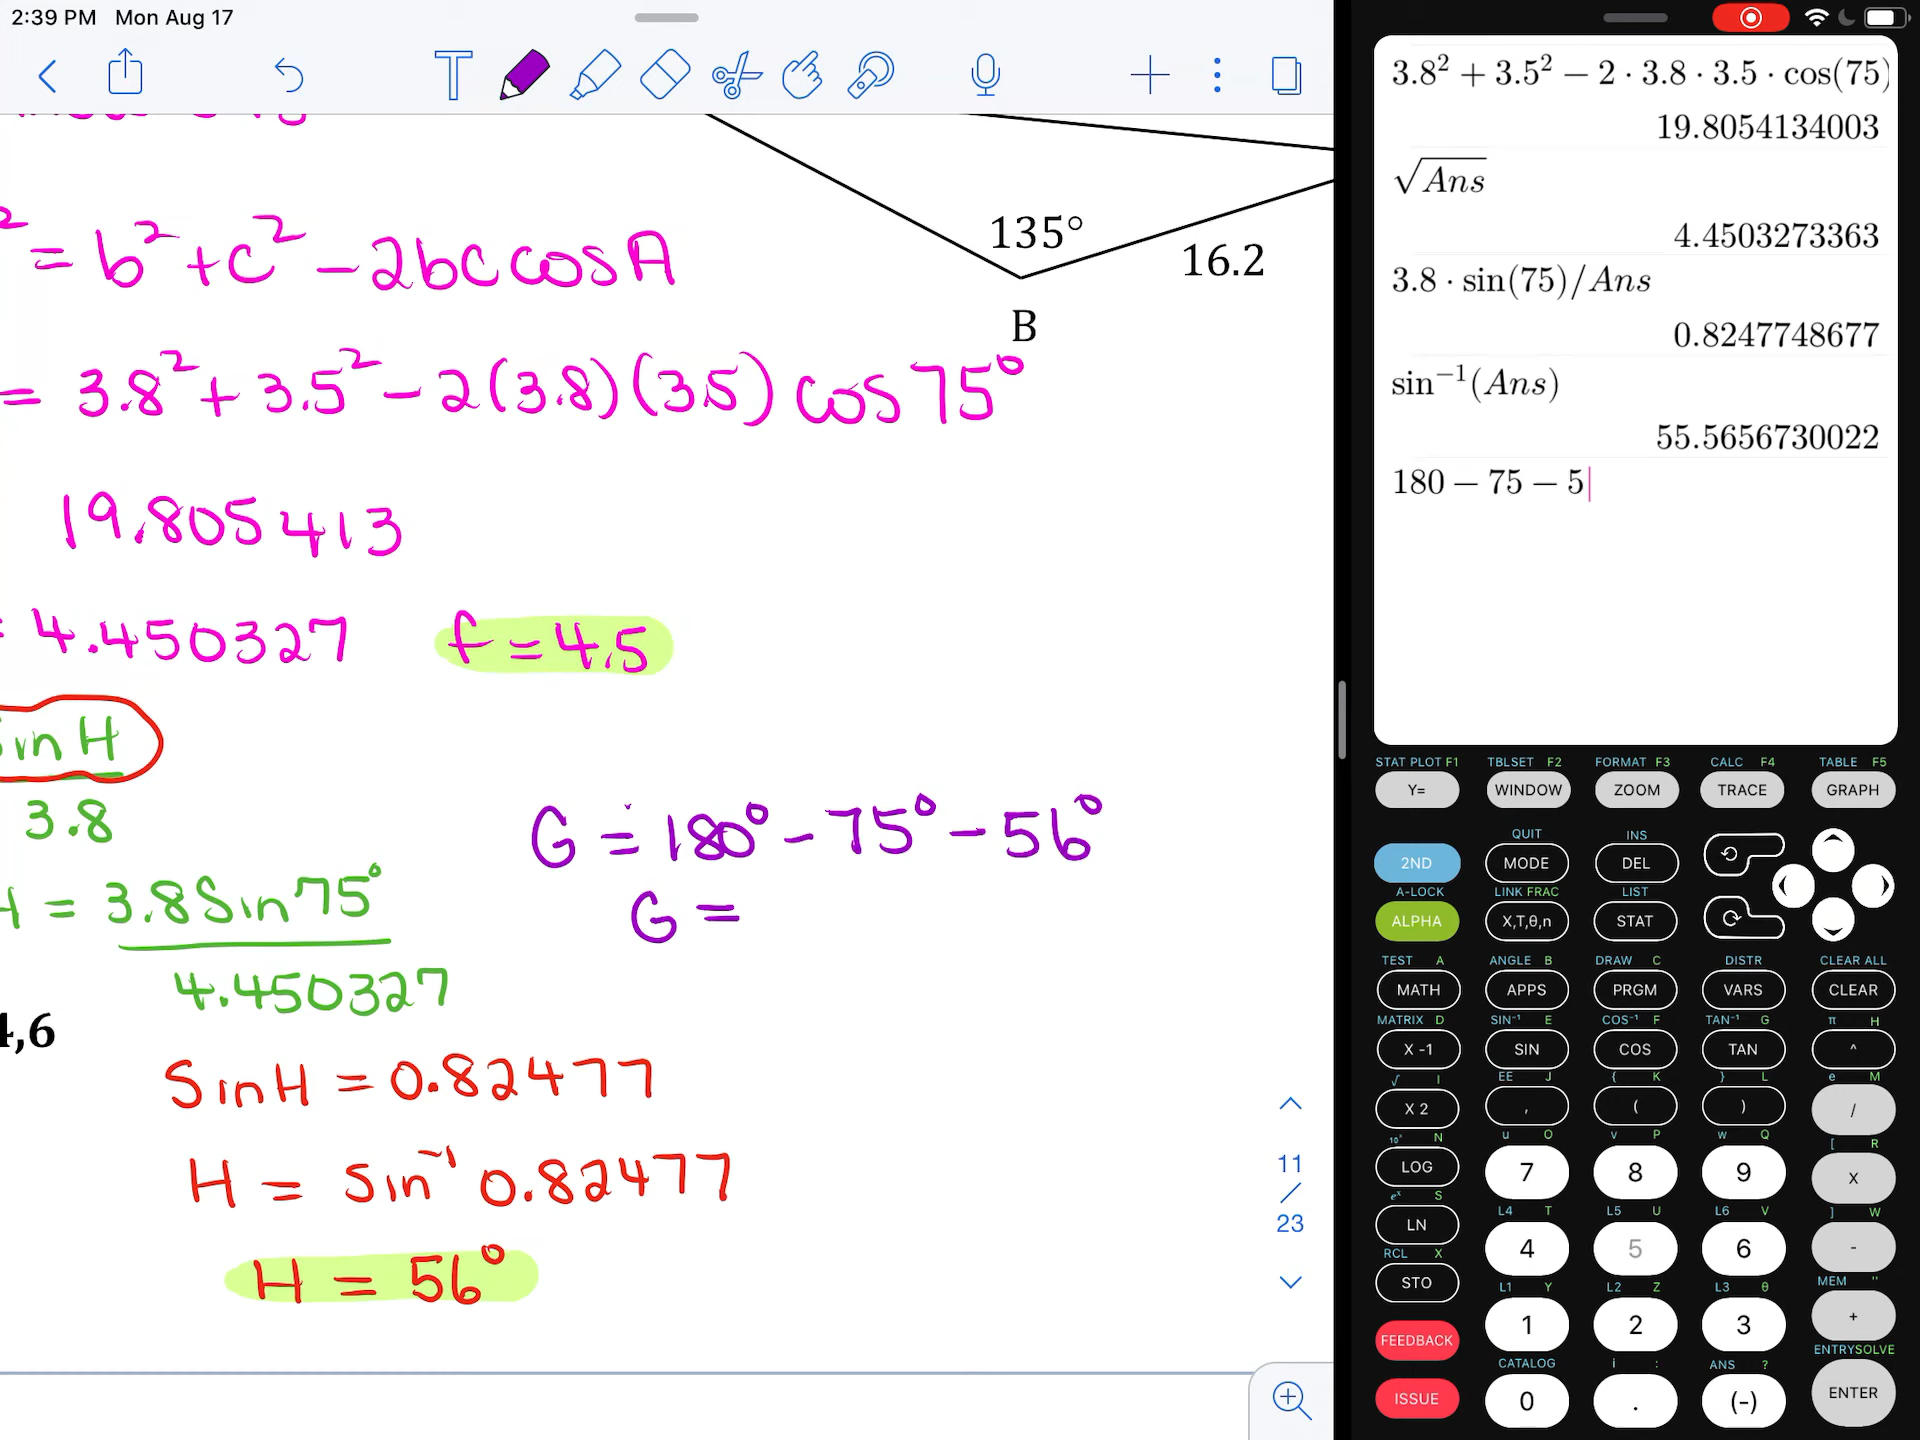 2:39 PM Mon Aug 17
135°
16.2
B
² = b² + c² - 2bc cos A
= 3.8² + 3.5² - 2(3.8)(3.5) cos 75°
19.805413
= 4.450327
f = 4.5
Sin H
3.8
H = 3.8 Sin 75°
4.450327
Sin H = 0.82477
H = Sin⁻¹ 0.82477
H = 56°
G = 180° - 75° - 56°
G =
4,6
11
/
23
3.8² + 3.5² − 2 · 3.8 · 3.5 · cos(75)
19.8054134003
√Ans
4.4503273363
3.8 · sin(75)/Ans
0.8247748677
sin⁻¹(Ans)
55.5656730022
180 − 75 − 5
STAT PLOT F1 TBLSET F2 FORMAT F3 CALC F4 TABLE F5
Y= WINDOW ZOOM TRACE GRAPH
QUIT INS
2ND MODE DEL
A-LOCK LINK FRAC LIST
ALPHA X,T,θ,n STAT
TEST A ANGLE B DRAW C DISTR CLEAR ALL
MATH APPS PRGM VARS CLEAR
MATRIX D SIN⁻¹ E COS⁻¹ F TAN⁻¹ G π H
X -1 SIN COS TAN ^
√ I EE J { K } L e M
X 2 , ( ) /
10ˣ N u O v P w Q [ R
LOG 7 8 9 X
eˣ S L4 T L5 U L6 V ] W
LN 4 5 6 -
RCL X L1 Y L2 Z L3 θ MEM "
STO 1 2 3 +
FEEDBACK
CATALOG i : ANS ? ENTRY SOLVE
ISSUE 0 . (-) ENTER